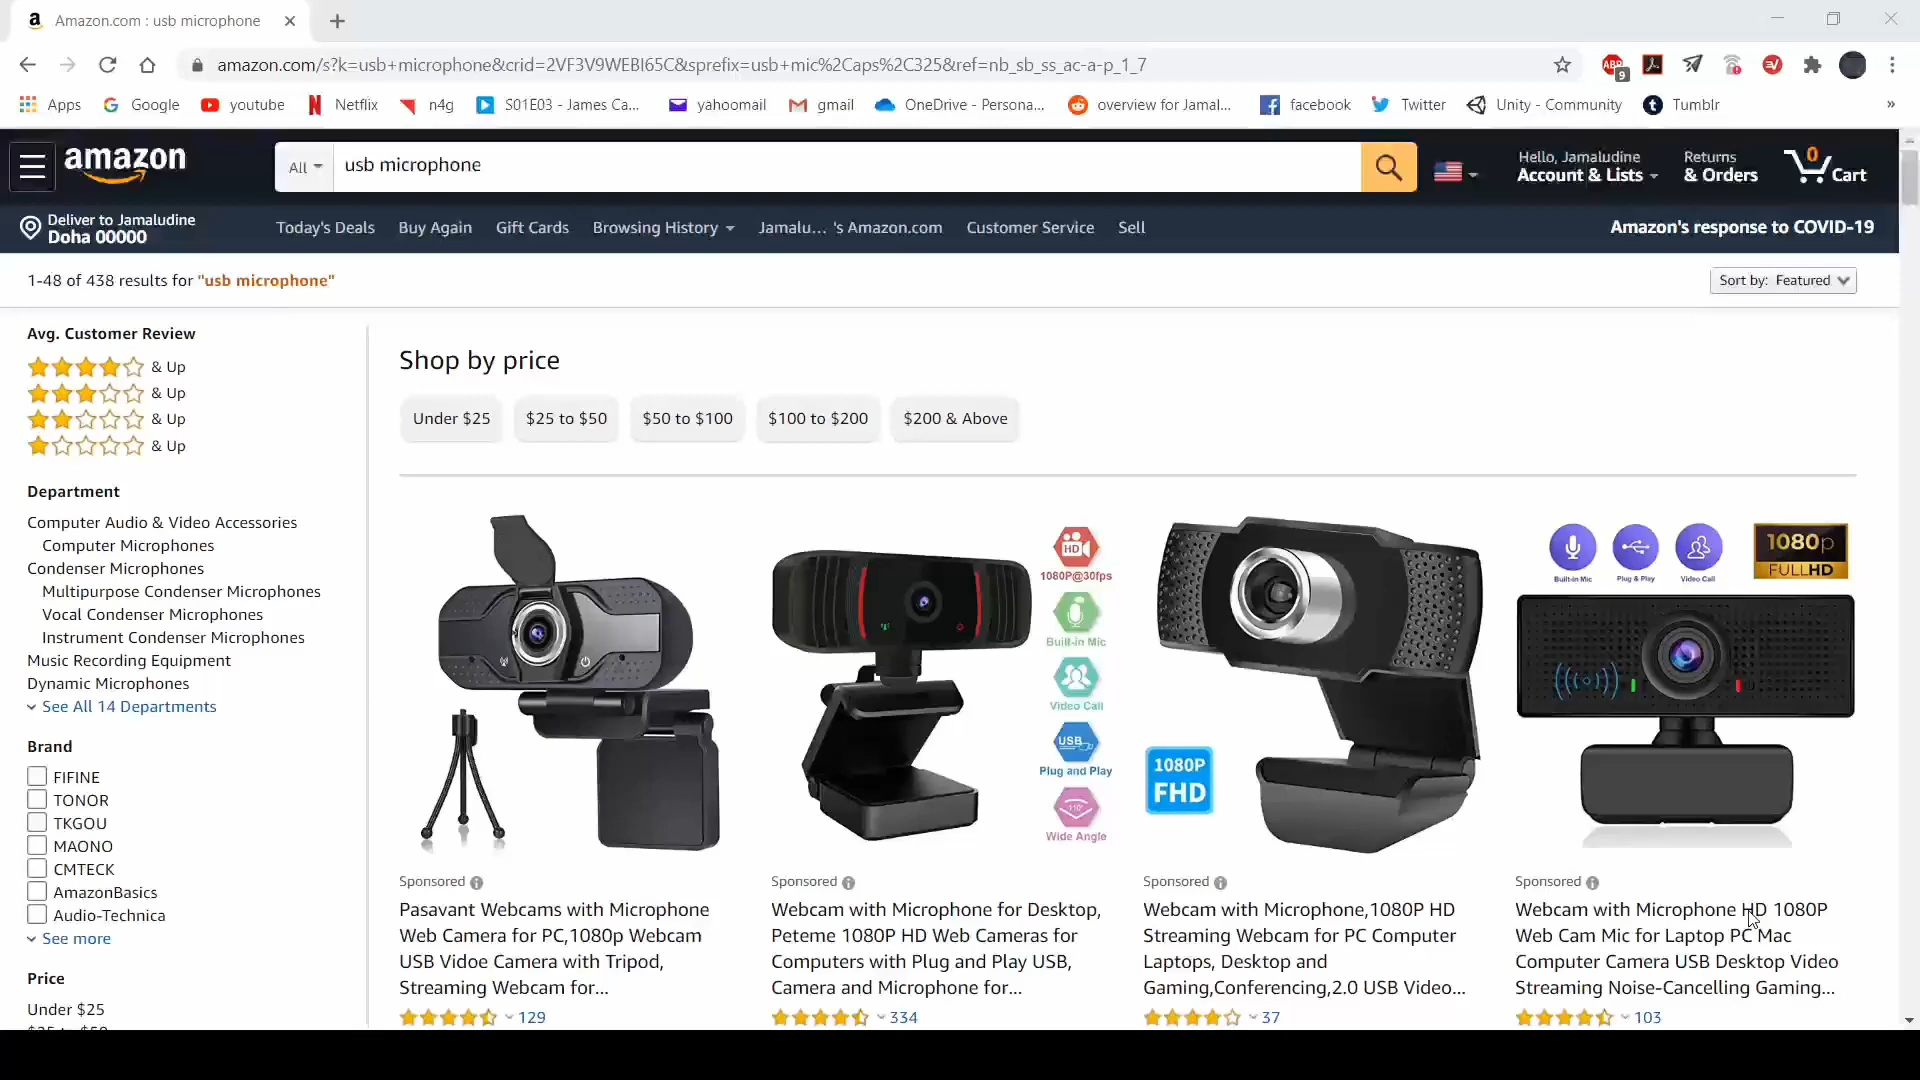 Amazon.com : usb microphone
amazon.com/s?k=usb+microphone&crid=2VF3V9WEBI65C&sprefix=usb+mic%2Caps%2C325&ref=nb_sb_ss_ac-a-p_1_7
ABP
9
Apps
Google
youtube
Netflix
n4g
S01E03 - James Ca...
yahoomail
gmail
OneDrive - Persona...
overview for Jamal...
facebook
Twitter
Unity - Community
Tumblr
»
amazon
All
usb microphone
Hello, Jamaludine
Account & Lists
Returns
& Orders
0
Cart
Deliver to Jamaludine
Doha 00000
Today's Deals
Buy Again
Gift Cards
Browsing History
Jamalu... 's Amazon.com
Customer Service
Sell
Amazon's response to COVID-19
1-48 of 438 results for "usb microphone"
Sort by: Featured
Avg. Customer Review
& Up
& Up
& Up
& Up
Department
Computer Audio & Video Accessories
Computer Microphones
Condenser Microphones
Multipurpose Condenser Microphones
Vocal Condenser Microphones
Instrument Condenser Microphones
Music Recording Equipment
Dynamic Microphones
See All 14 Departments
Brand
FIFINE
TONOR
TKGOU
MAONO
CMTECK
AmazonBasics
Audio-Technica
See more
Price
Under $25
$25 to $50
Shop by price
Under $25
$25 to $50
$50 to $100
$100 to $200
$200 & Above
HD
1080P@30fps
Built-in Mic
Video Call
USB
Plug and Play
110°
Wide Angle
1080P
FHD
Built-in Mic
Plug & Play
Video Call
1080p
FULL HD
Sponsored
Pasavant Webcams with Microphone
Web Camera for PC,1080p Webcam
USB Vidoe Camera with Tripod,
Streaming Webcam for...
129
Sponsored
Webcam with Microphone for Desktop,
Peteme 1080P HD Web Cameras for
Computers with Plug and Play USB,
Camera and Microphone for...
334
Sponsored
Webcam with Microphone,1080P HD
Streaming Webcam for PC Computer
Laptops, Desktop and
Gaming,Conferencing,2.0 USB Video...
37
Sponsored
Webcam with Microphone HD 1080P
Web Cam Mic for Laptop PC Mac
Computer Camera USB Desktop Video
Streaming Noise-Cancelling Gaming...
103